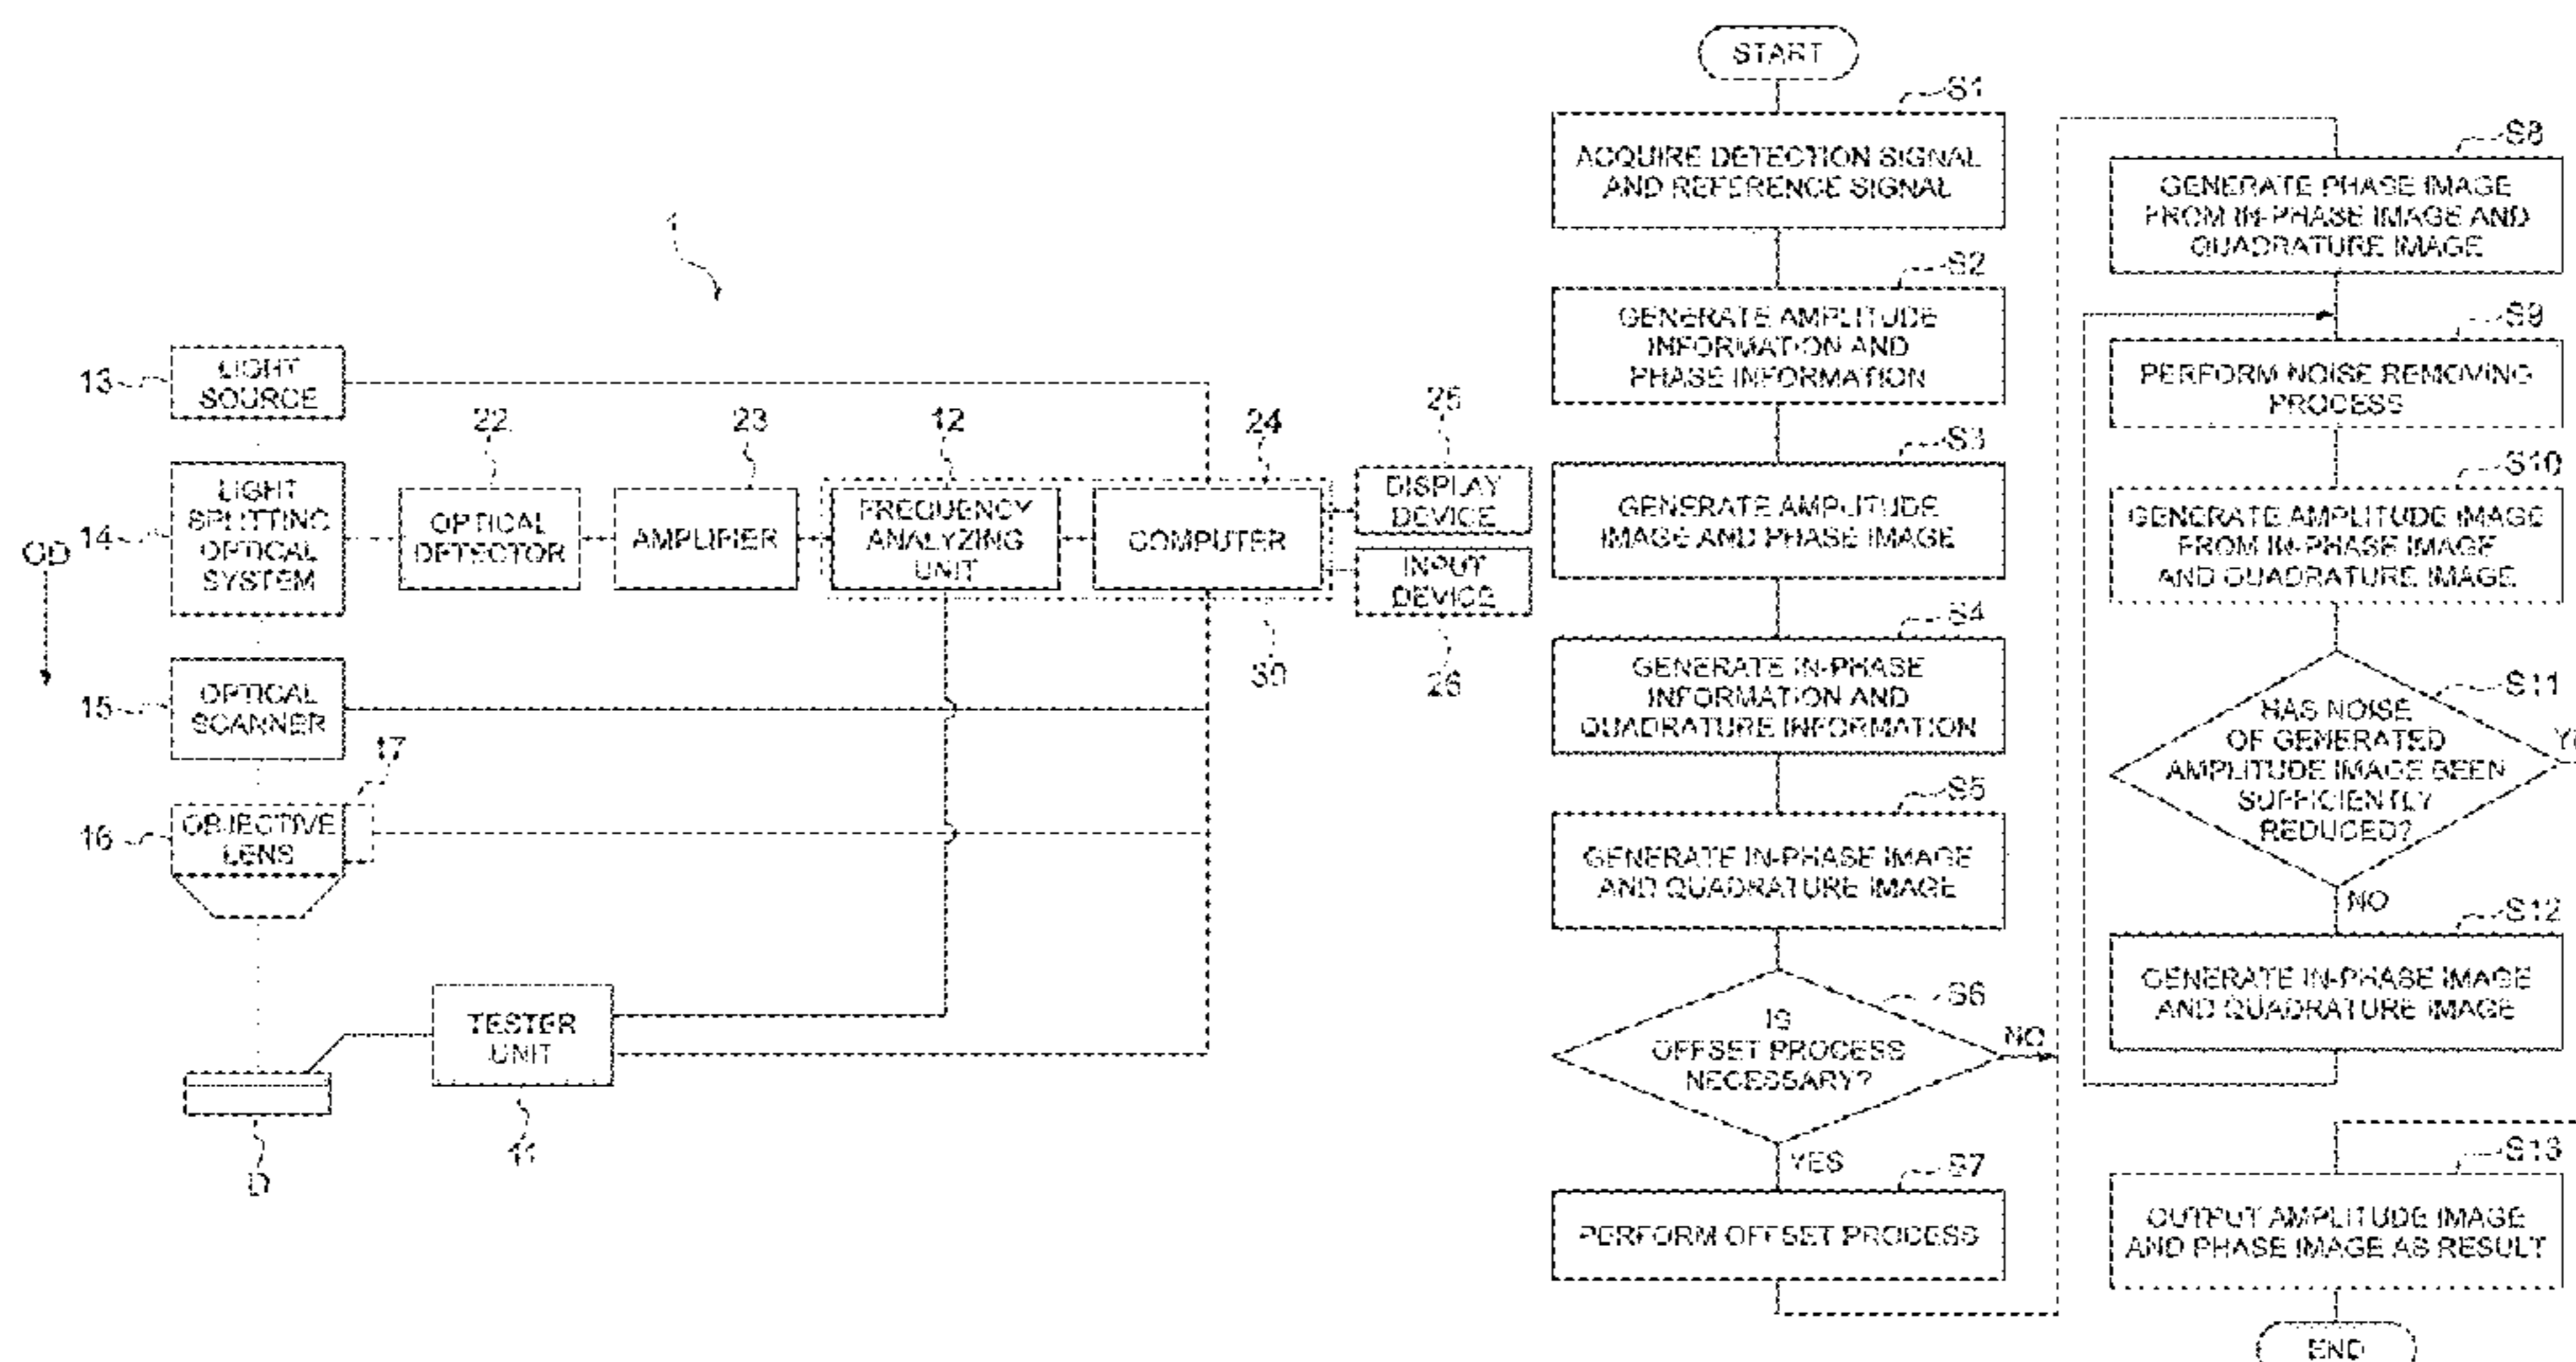 1
13
LIGHT
SOURCE
22
23
12
24
25
14
LIGHT
SPLITTING
OPTICAL
SYSTEM
OPTICAL
DETECTOR
AMPLIFIER
FREQUENCY
ANALYZING
UNIT
COMPUTER
DISPLAY
DEVICE
INPUT
DEVICE
OD
30
26
15
OPTICAL
SCANNER
17
16
OBJECTIVE
LENS
TESTER
UNIT
11
D
START
S1
ACQUIRE DETECTION SIGNAL
AND REFERENCE SIGNAL
S2
GENERATE AMPLITUDE
INFORMATION AND
PHASE INFORMATION
S3
GENERATE AMPLITUDE
IMAGE AND PHASE IMAGE
S4
GENERATE IN-PHASE
INFORMATION AND
QUADRATURE INFORMATION
S5
GENERATE IN-PHASE IMAGE
AND QUADRATURE IMAGE
S6
IS
OFFSET PROCESS
NECESSARY?
NO
YES
S7
PERFORM OFFSET PROCESS
S8
GENERATE PHASE IMAGE
FROM IN-PHASE IMAGE AND
QUADRATURE IMAGE
S9
PERFORM NOISE REMOVING
PROCESS
S10
GENERATE AMPLITUDE IMAGE
FROM IN-PHASE IMAGE
AND QUADRATURE IMAGE
S11
HAS NOISE
OF GENERATED
AMPLITUDE IMAGE BEEN
SUFFICIENTLY
REDUCED?
NO
S12
GENERATE IN-PHASE IMAGE
AND QUADRATURE IMAGE
S13
OUTPUT AMPLITUDE IMAGE
AND PHASE IMAGE AS RESULT
END